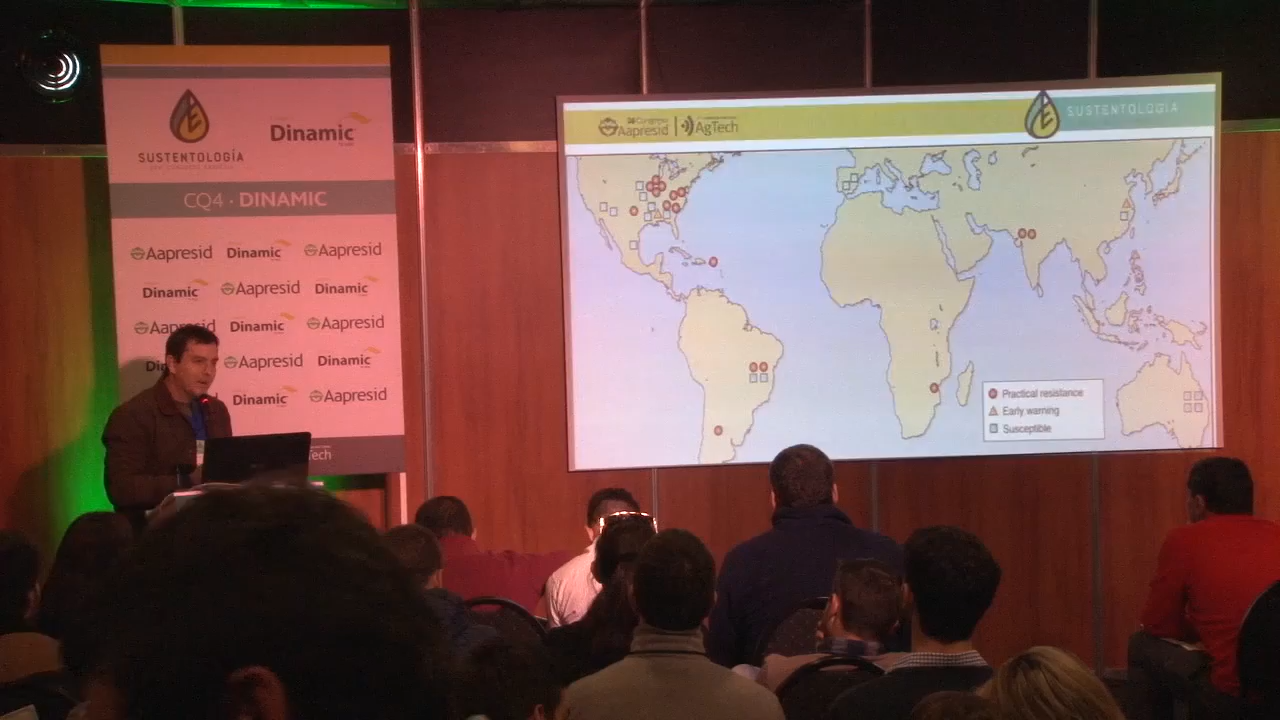 SUSTENTOLOGÍA
Dinamic
CQ4 · DINAMIC
Aapresid Dinamic Aapresid
Dinamic Aapresid Dinamic
Aapresid Dinamic Aapresid
Aapresid Dinamic
Dinamic Aapresid
Congreso
Aapresid
AgTech
SUSTENTOLOGÍA
Practical resistance
Early warning
Susceptible